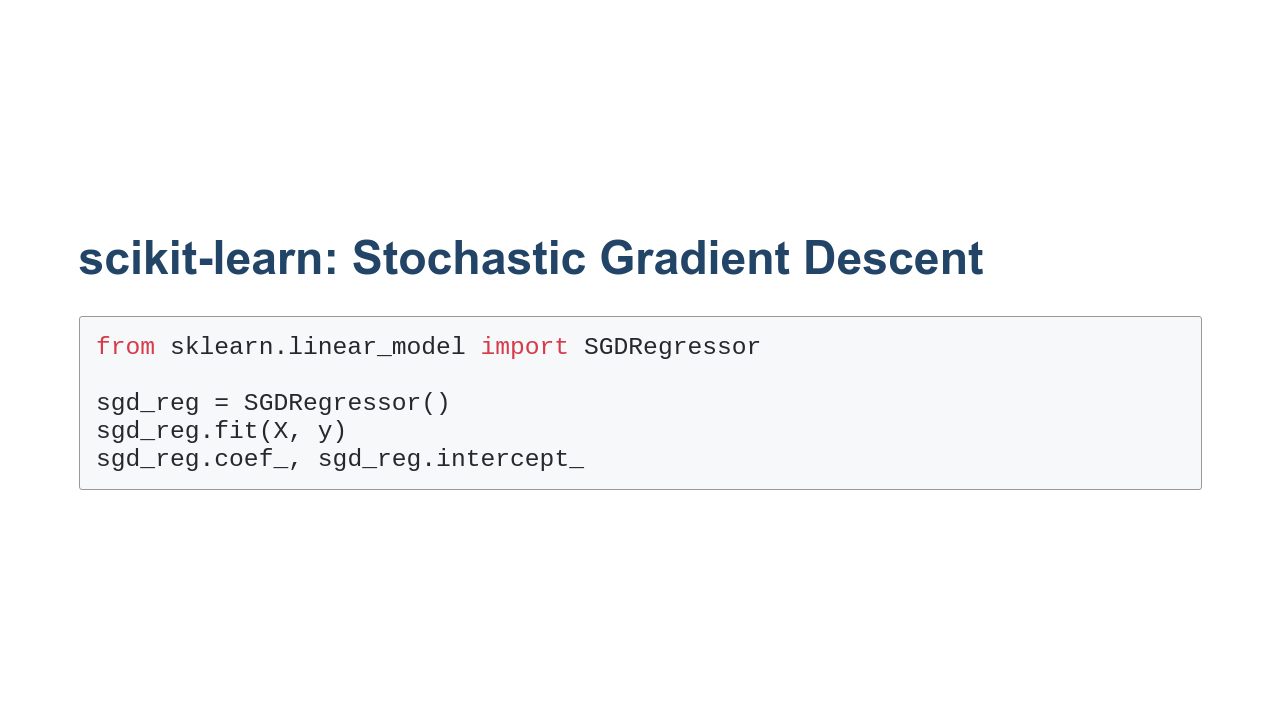 scikit-learn: Stochastic Gradient Descent
from sklearn.linear_model import SGDRegressor
sgd_reg = SGDRegressor()
sgd_reg.fit(X, y)
sgd_reg.coef_, sgd_reg.intercept_